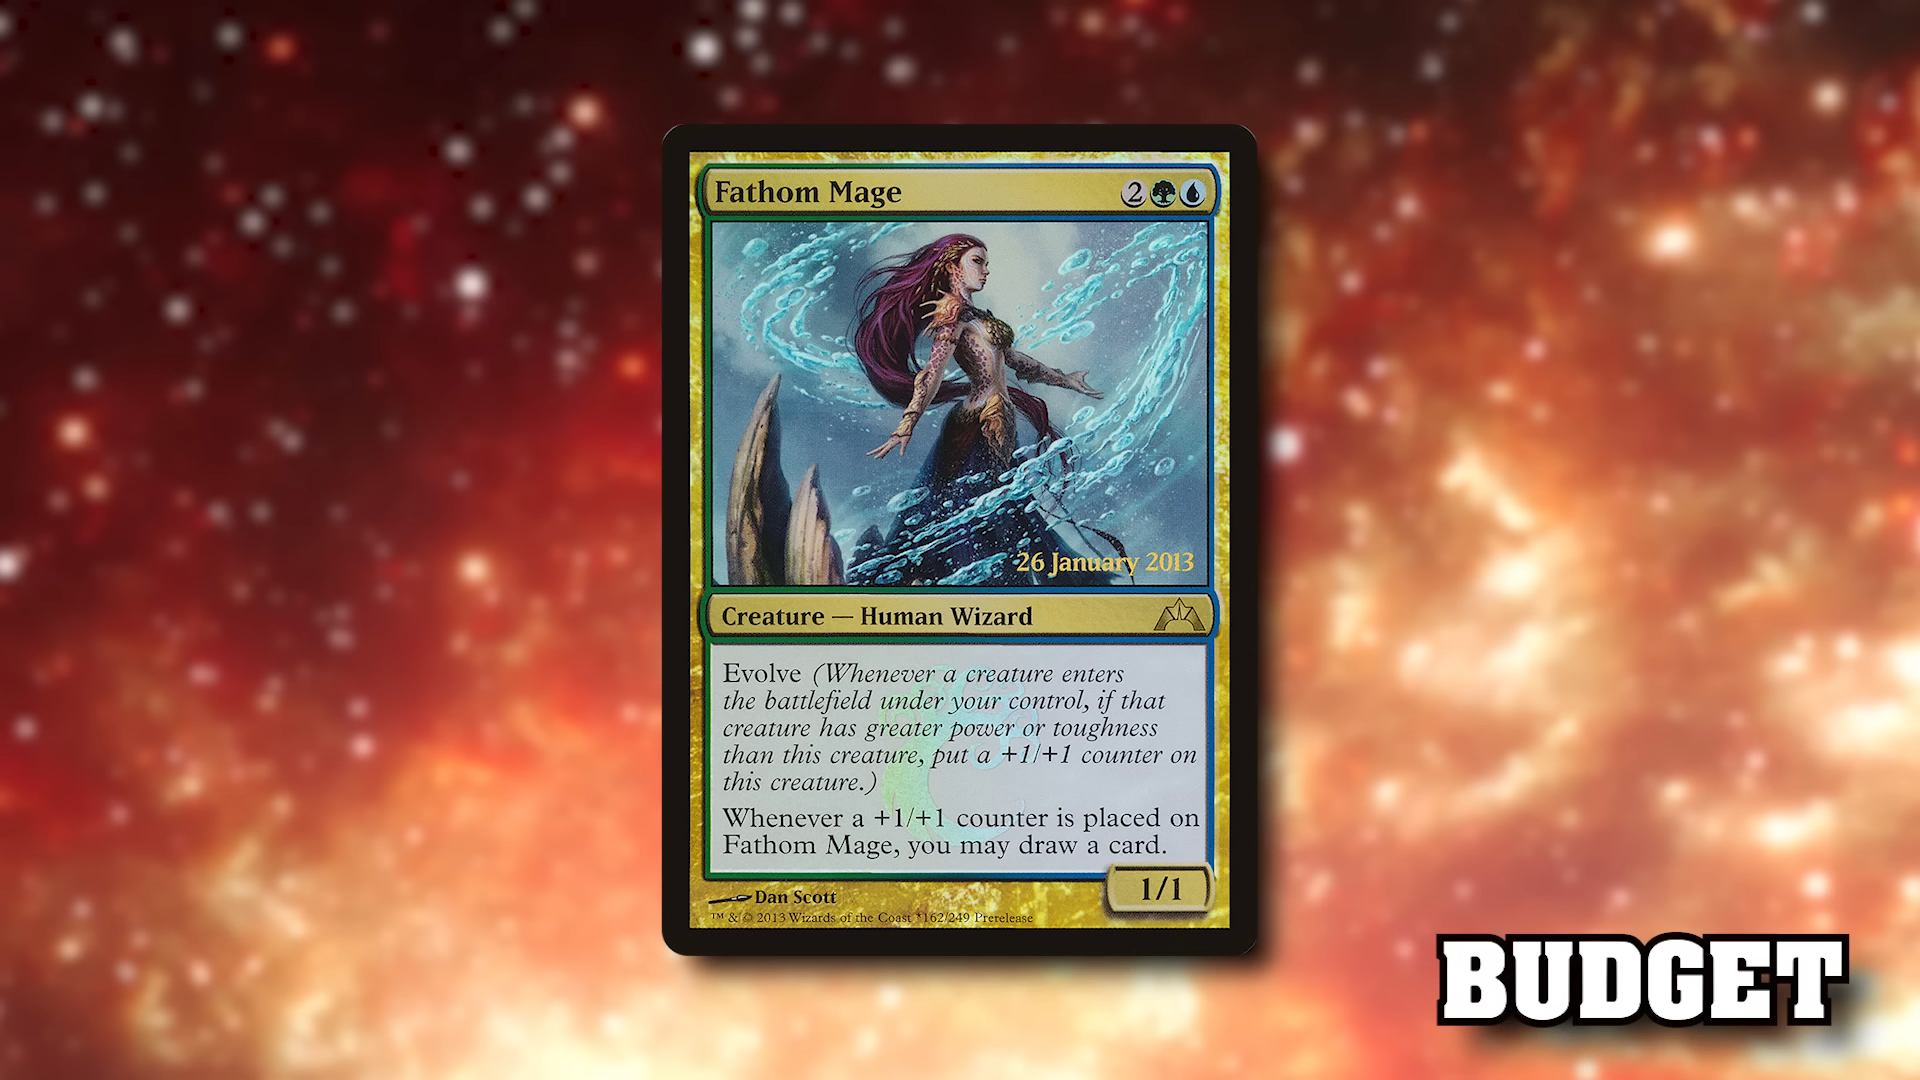 Fathom Mage 2
26 January 2013
Creature — Human Wizard
Evolve (Whenever a creature enters
the battlefield under your control, if that
creature has greater power or toughness
than this creature, put a +1/+1 counter on
this creature.)
Whenever a +1/+1 counter is placed on
Fathom Mage, you may draw a card.
1/1
Dan Scott
™ & © 2013 Wizards of the Coast *162/249 Prerelease
BUDGET